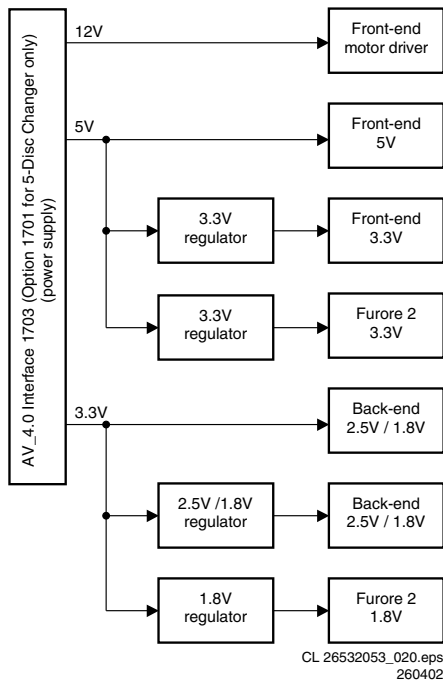 AV_4.0 Interface 1703 (Option 1701 for 5-Disc Changer only)
(power supply)
12V
Front-end
motor driver
5V
Front-end
5V
3.3V
regulator
Front-end
3.3V
3.3V
regulator
Furore 2
3.3V
3.3V
Back-end
2.5V / 1.8V
2.5V /1.8V
regulator
Back-end
2.5V / 1.8V
1.8V
regulator
Furore 2
1.8V
CL 26532053_020.eps
260402